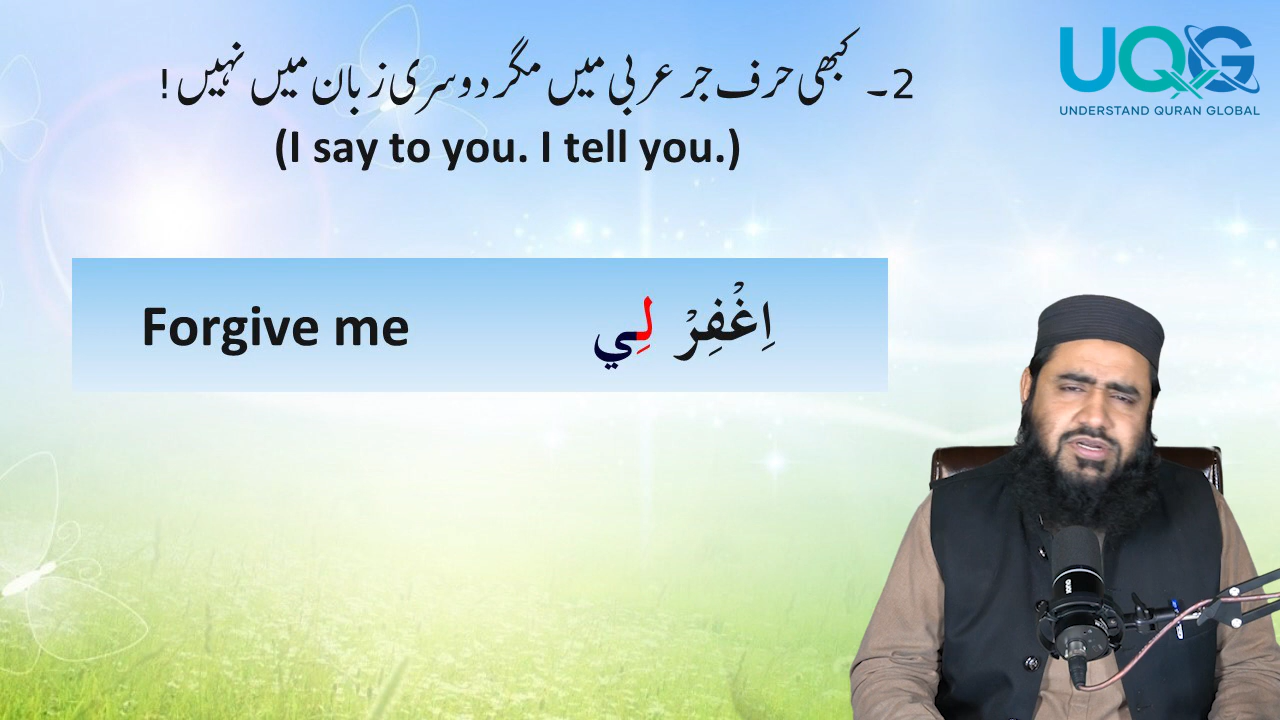 2۔ کبھی حرف جر عربی میں مگر دوسری زبان میں نہیں!
(I say to you. I tell you.)
UQG
UNDERSTAND QURAN GLOBAL
Forgive me
اِغْفِرْ لِي